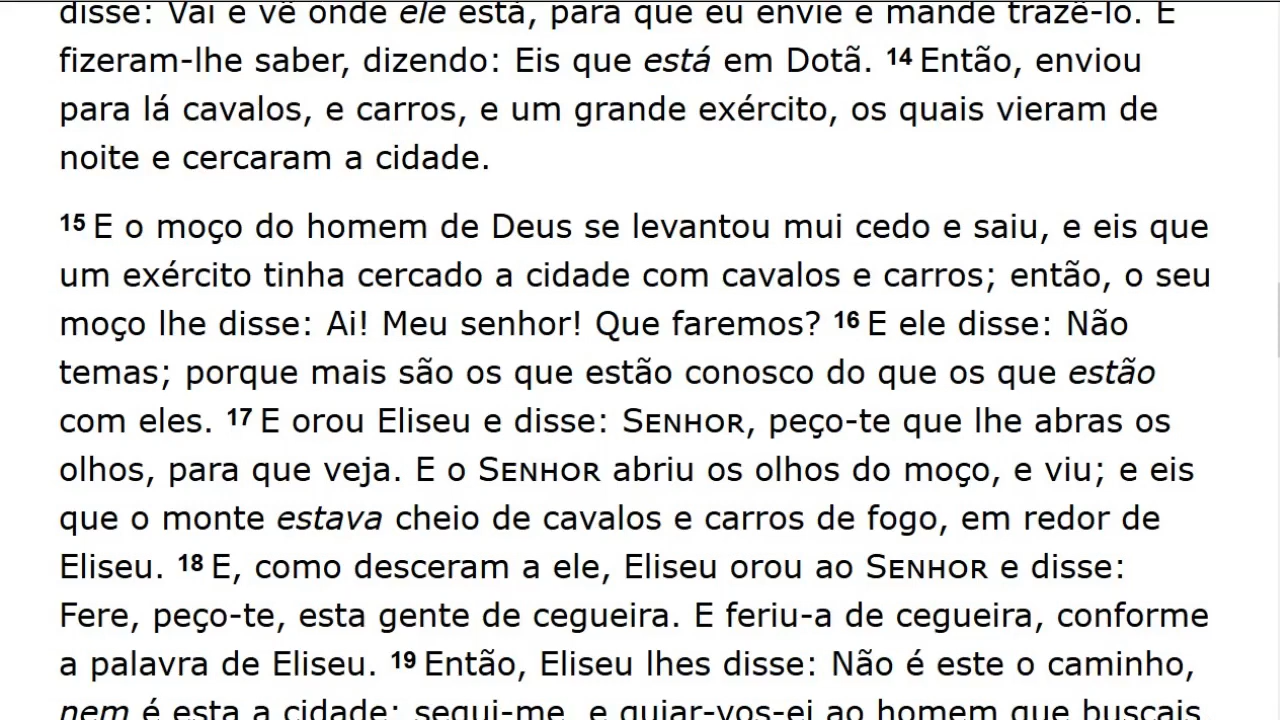 disse: Vai e vê onde ele está, para que eu envie e mande trazê-lo. E
fizeram-lhe saber, dizendo: Eis que está em Dotã. 14 Então, enviou
para lá cavalos, e carros, e um grande exército, os quais vieram de
noite e cercaram a cidade.
15 E o moço do homem de Deus se levantou mui cedo e saiu, e eis que
um exército tinha cercado a cidade com cavalos e carros; então, o seu
moço lhe disse: Ai! Meu senhor! Que faremos? 16 E ele disse: Não
temas; porque mais são os que estão conosco do que os que estão
com eles. 17 E orou Eliseu e disse: SENHOR, peço-te que lhe abras os
olhos, para que veja. E o SENHOR abriu os olhos do moço, e viu; e eis
que o monte estava cheio de cavalos e carros de fogo, em redor de
Eliseu. 18 E, como desceram a ele, Eliseu orou ao SENHOR e disse:
Fere, peço-te, esta gente de cegueira. E feriu-a de cegueira, conforme
a palavra de Eliseu. 19 Então, Eliseu lhes disse: Não é este o caminho,
nem é esta a cidade; segui-me, e guiar-vos-ei ao homem que buscais.